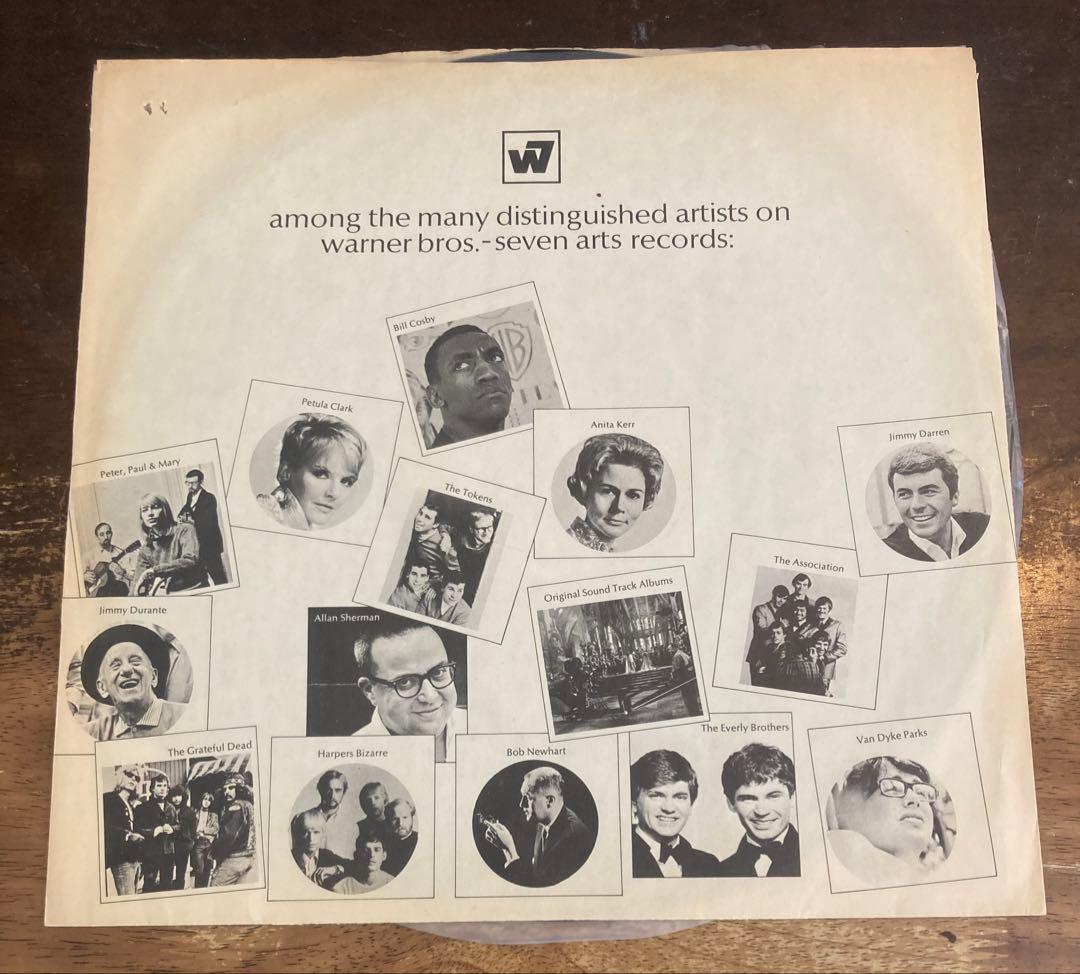 W7
among the many distinguished artists on
warner bros.-seven arts records:
Bill Cosby
WB
Petula Clark
Anita Kerr
Jimmy Darren
Peter, Paul & Mary
The Tokens
The Association
Original Sound Track Albums
Jimmy Durante
Allan Sherman
The Everly Brothers
Van Dyke Parks
The Grateful Dead
Harpers Bizarre
Bob Newhart